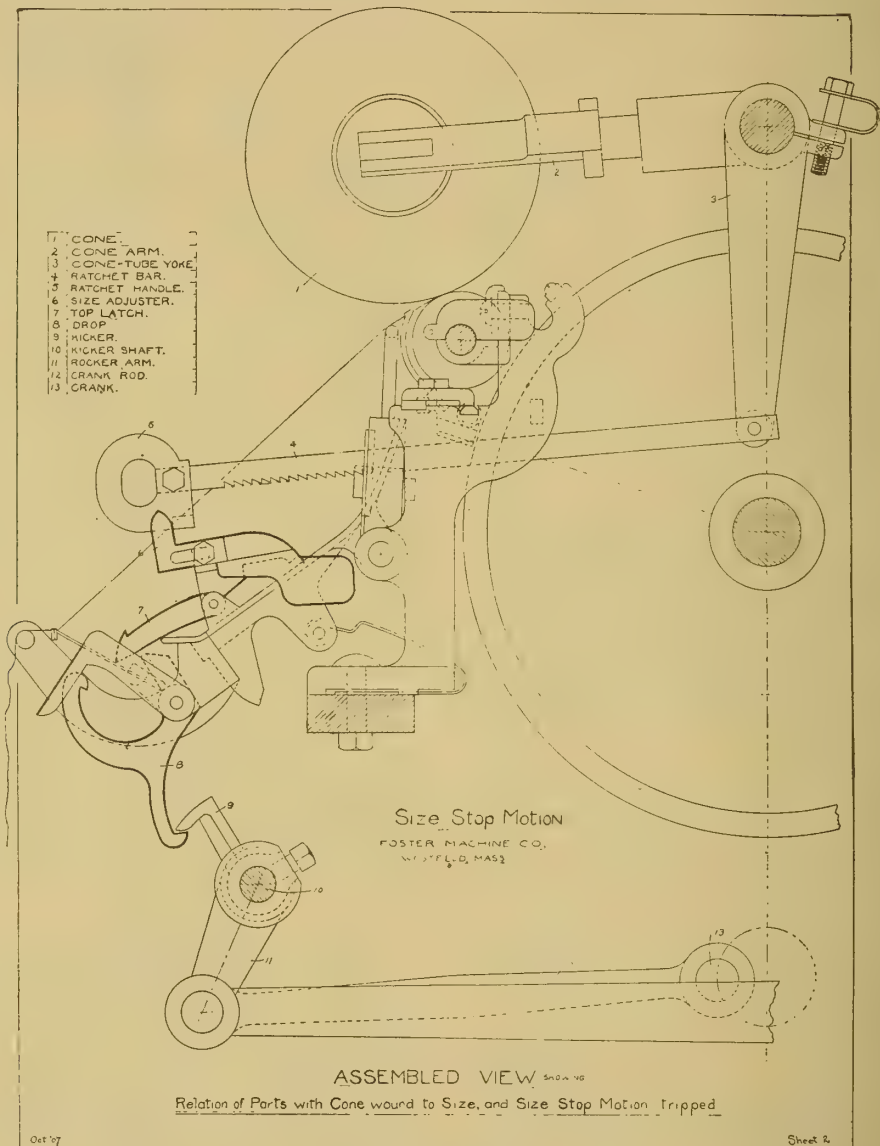 1 CONE.
2 CONE ARM.
3 CONE-TUBE YOKE
4 RATCHET BAR.
5 RATCHET HANDLE.
6 SIZE ADJUSTER.
7 TOP LATCH.
8 DROP
9 KICKER.
10 KICKER SHAFT.
11 ROCKER ARM.
12 CRANK ROD.
13 CRANK.
2
3
1
4
6
6
7
8
9
10
11
13
Size Stop Motion
FOSTER MACHINE CO.
MASS
ASSEMBLED VIEW SHOWING
Relation of Parts with Cone wound to Size, and Size Stop Motion tripped
Oct '07
Sheet 2